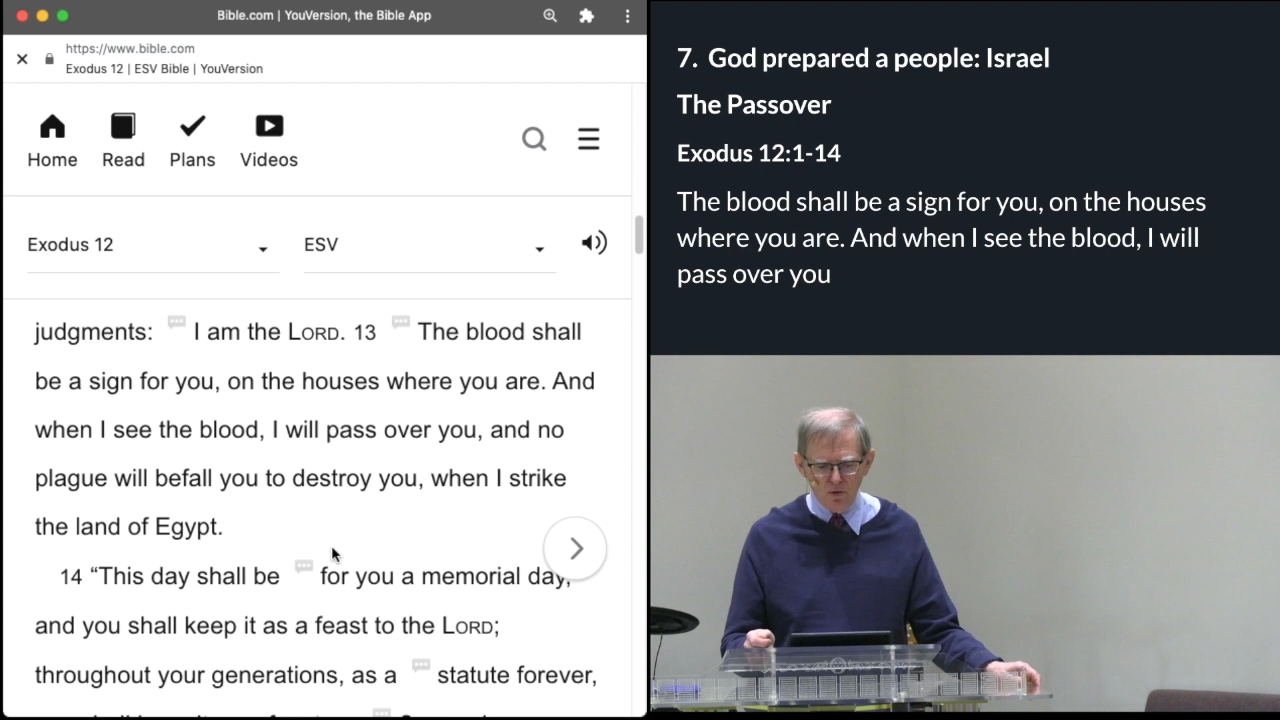 Bible.com | YouVersion, the Bible App
https://www.bible.com
Exodus 12 | ESV Bible | YouVersion
Home Read Plans Videos
Exodus 12 ESV
judgments: I am the LORD. 13 The blood shall
be a sign for you, on the houses where you are. And
when I see the blood, I will pass over you, and no
plague will befall you to destroy you, when I strike
the land of Egypt.
14 “This day shall be for you a memorial day,
and you shall keep it as a feast to the LORD;
throughout your generations, as a statute forever,
7. God prepared a people: Israel
The Passover
Exodus 12:1-14
The blood shall be a sign for you, on the houses
where you are. And when I see the blood, I will
pass over you